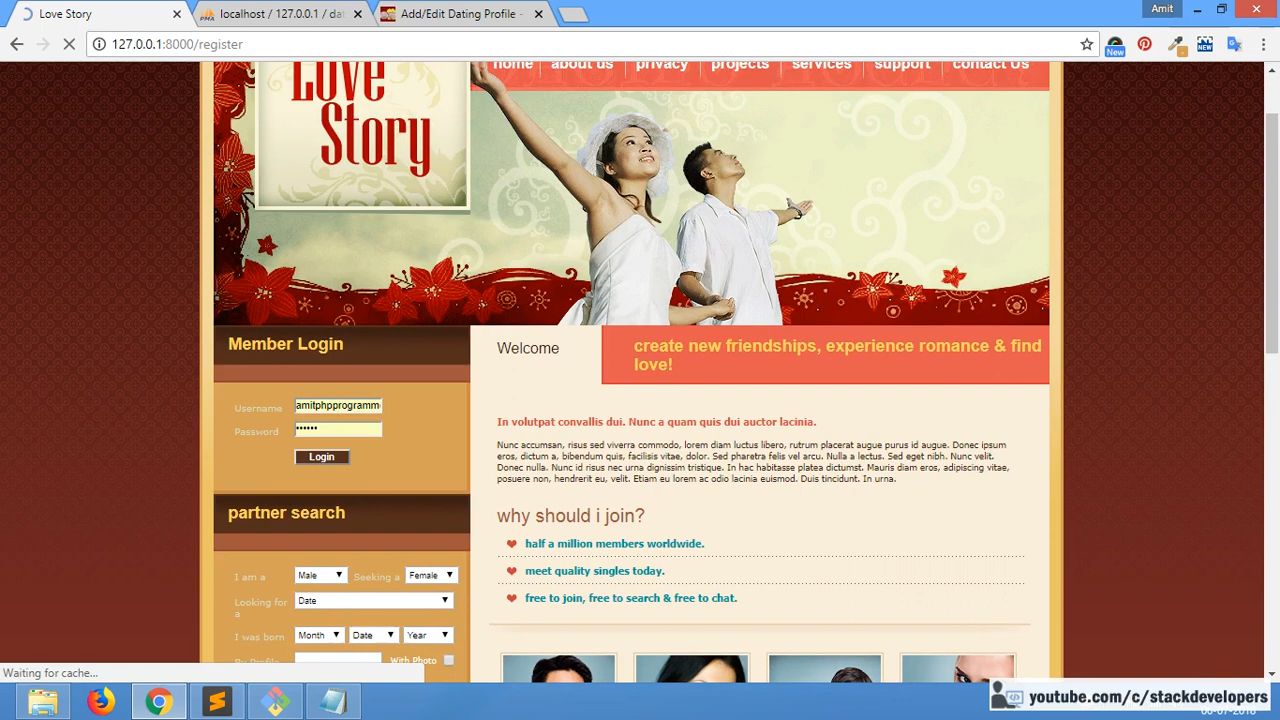 Love Story
localhost / 127.0.0.1 / dat
Add/Edit Dating Profile -
Amit
127.0.0.1:8000/register
New
NEW
home about us privacy projects services support contact Us
Love
Story
Member Login
Username amitphpprogramm
Password ••••••
Login
partner search
I am a Male Seeking a Female
Looking for a Date
I was born Month Date Year
By Profile With Photo
Welcome
create new friendships, experience romance & find
love!
In volutpat convallis dui. Nunc a quam quis dui auctor lacinia.
Nunc accumsan, risus sed viverra commodo, lorem diam luctus libero, rutrum placerat augue purus id augue. Donec ipsum
eros, dictum a, bibendum quis, facilisis vitae, dolor. Sed pharetra felis vel arcu. Nulla a lectus. Sed eget nibh. Nunc velit.
Donec nulla. Nunc id risus nec urna dignissim tristique. In hac habitasse platea dictumst. Mauris diam eros, adipiscing vitae,
posuere non, hendrerit eu, velit. Etiam eu lorem ac odio lacinia euismod. Duis tincidunt. In urna.
why should i join?
half a million members worldwide.
meet quality singles today.
free to join, free to search & free to chat.
Waiting for cache...
youtube.com/c/stackdevelopers